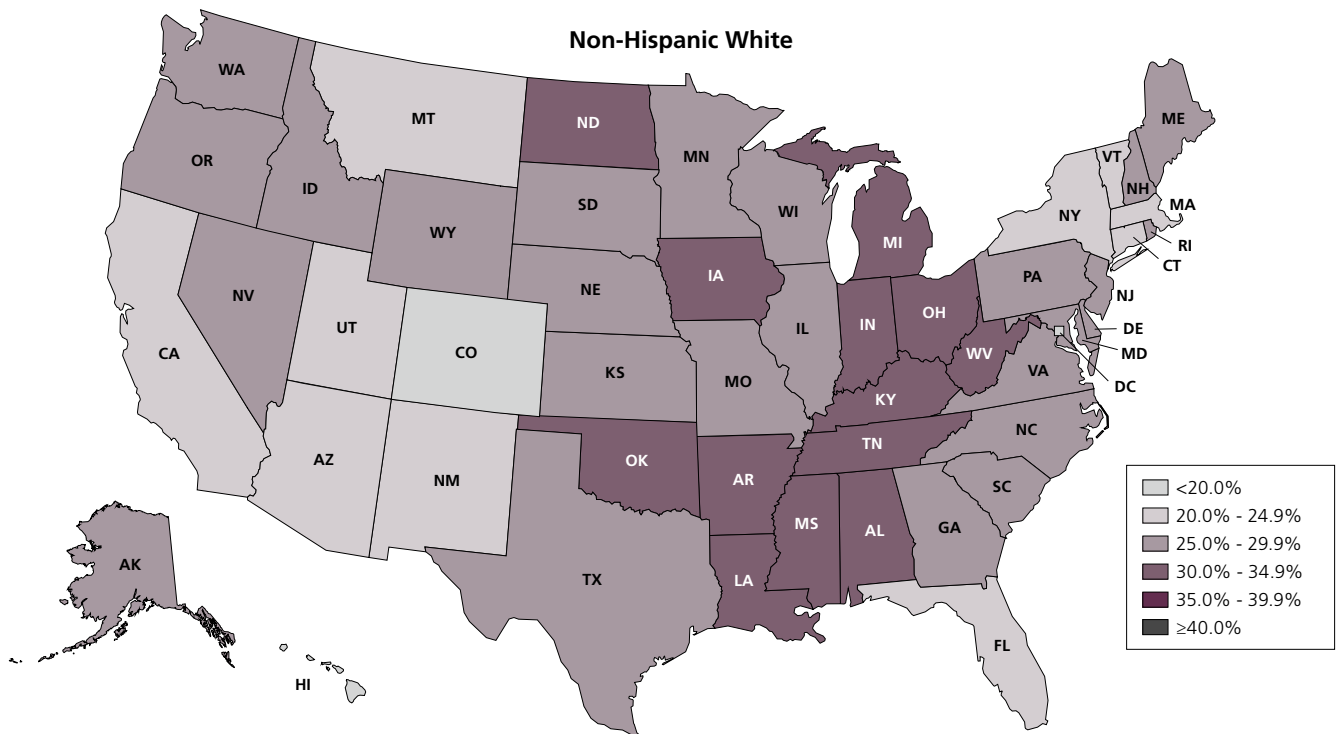 Non-Hispanic White
WA
MT
ND
MN
ME
OR
ID
VT
NH
SD
WI
NY
MA
WY
MI
RI
CT
IA
PA
NE
NV
NJ
UT
IL
IN
OH
DE
CA
CO
WV
MD
KS
MO
VA
DC
KY
NC
TN
AZ
OK
NM
AR
SC
MS
AL
GA
AK
TX
LA
FL
HI
<20.0%
20.0% - 24.9%
25.0% - 29.9%
30.0% - 34.9%
35.0% - 39.9%
≥40.0%